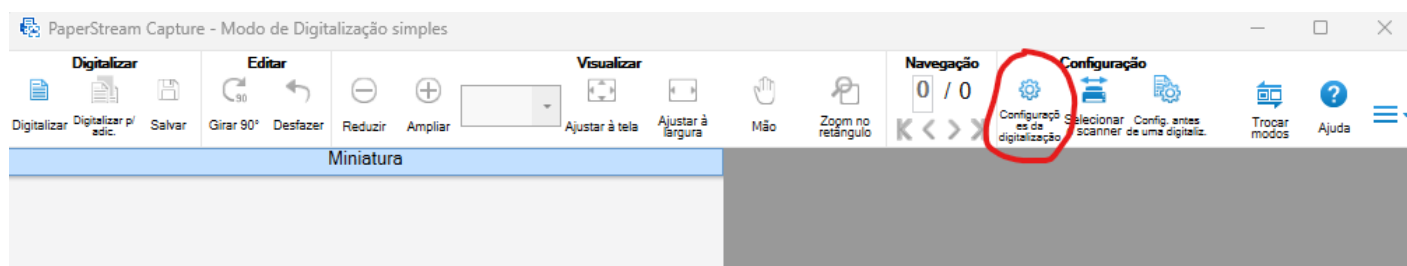 PaperStream Capture - Modo de Digitalização simples
Digitalizar
Editar
Visualizar
Navegação
Configuração
90
0 / 0
Digitalizar
Digitalizar p/
adic.
Salvar
Girar 90°
Desfazer
Reduzir
Ampliar
Ajustar à tela
Ajustar à
largura
Mão
Zoom no
retângulo
Configuraçõ
es da
digitalização
Selecionar
scanner
Config. antes
de uma digitaliz.
Trocar
modos
Ajuda
Miniatura